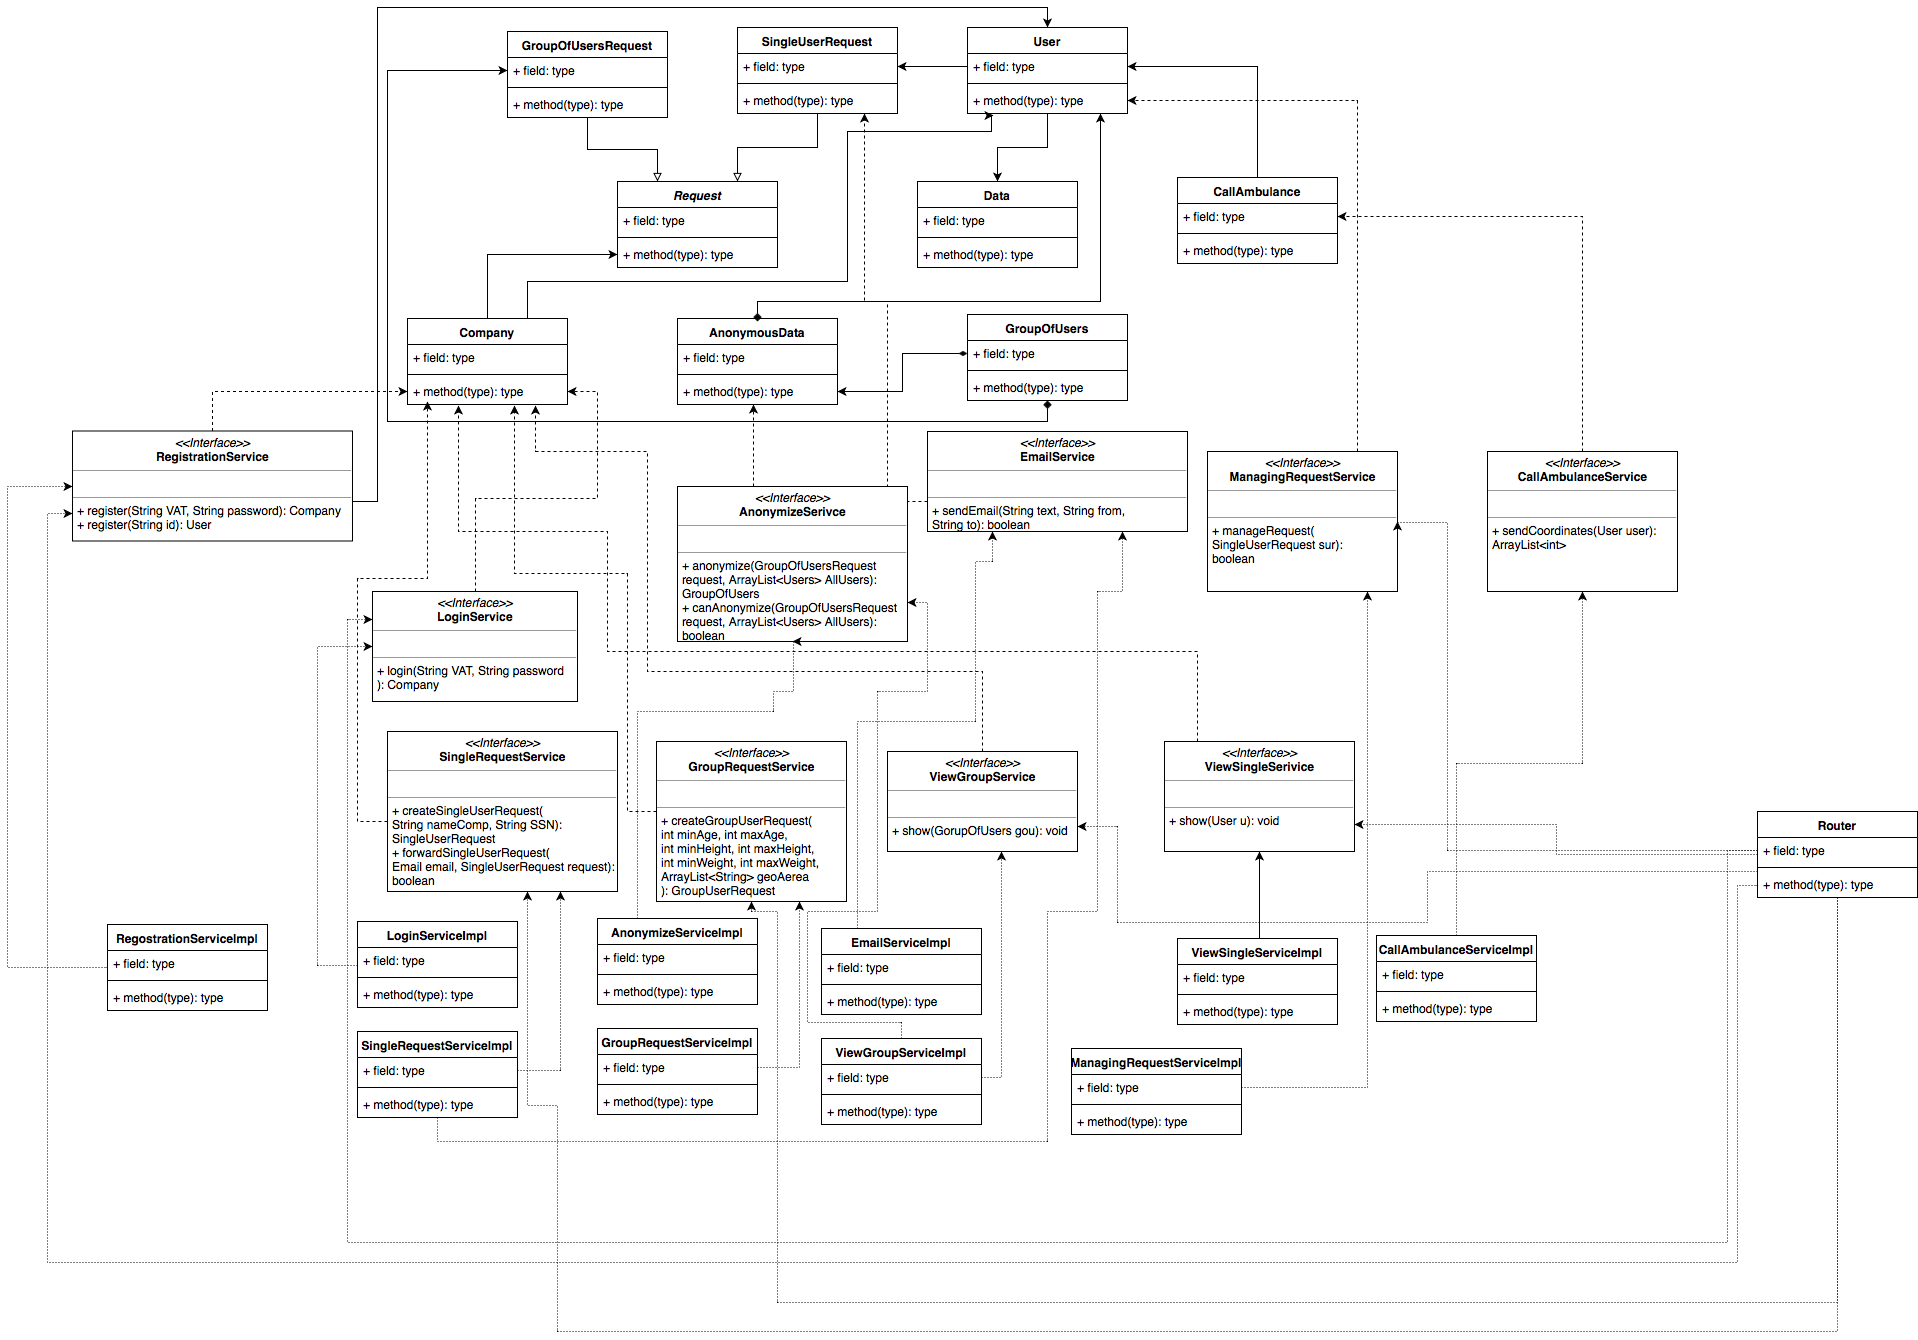 GroupOfUsersRequest
+ field: type
+ method(type): type
SingleUserRequest
+ field: type
+ method(type): type
User
+ field: type
+ method(type): type
Request
+ field: type
+ method(type): type
Data
+ field: type
+ method(type): type
CallAmbulance
+ field: type
+ method(type): type
Company
+ field: type
+ method(type): type
AnonymousData
+ field: type
+ method(type): type
GroupOfUsers
+ field: type
+ method(type): type
<<Interface>>
RegistrationService
+ register(String VAT, String password): Company
+ register(String id): User
<<Interface>>
AnonymizeSerivce
+ anonymize(GroupOfUsersRequest
request, ArrayList<Users> AllUsers):
GroupOfUsers
+ canAnonymize(GroupOfUsersRequest
request, ArrayList<Users> AllUsers):
boolean
<<Interface>>
EmailService
+ sendEmail(String text, String from,
String to): boolean
<<Interface>>
ManagingRequestService
+ manageRequest(
SingleUserRequest sur):
boolean
<<Interface>>
CallAmbulanceService
+ sendCoordinates(User user):
ArrayList<int>
<<Interface>>
LoginService
+ login(String VAT, String password
): Company
<<Interface>>
SingleRequestService
+ createSingleUserRequest(
String nameComp, String SSN):
SingleUserRequest
+ forwardSingleUserRequest(
Email email, SingleUserRequest request):
boolean
<<Interface>>
GroupRequestService
+ createGroupUserRequest(
int minAge, int maxAge,
int minHeight, int maxHeight,
int minWeight, int maxWeight,
ArrayList<String> geoAerea
): GroupUserRequest
<<Interface>>
ViewGroupService
+ show(GorupOfUsers gou): void
<<Interface>>
ViewSingleSerivice
+ show(User u): void
Router
+ field: type
+ method(type): type
RegostrationServiceImpl
+ field: type
+ method(type): type
LoginServiceImpl
+ field: type
+ method(type): type
AnonymizeServiceImpl
+ field: type
+ method(type): type
EmailServiceImpl
+ field: type
+ method(type): type
ViewSingleServiceImpl
+ field: type
+ method(type): type
CallAmbulanceServiceImpl
+ field: type
+ method(type): type
SingleRequestServiceImpl
+ field: type
+ method(type): type
GroupRequestServiceImpl
+ field: type
+ method(type): type
ViewGroupServiceImpl
+ field: type
+ method(type): type
ManagingRequestServiceImpl
+ field: type
+ method(type): type